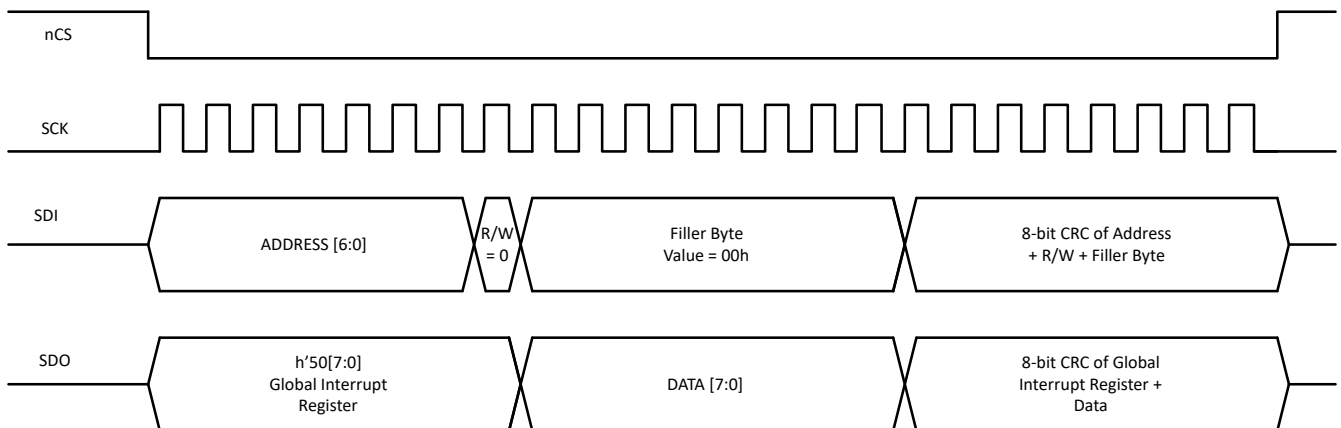 nCS
SCK
SDI
ADDRESS [6:0]
R/W
= 0
Filler Byte
Value = 00h
8-bit CRC of Address
+ R/W + Filler Byte
SDO
h’50[7:0]
Global Interrupt
Register
DATA [7:0]
8-bit CRC of Global
Interrupt Register +
Data